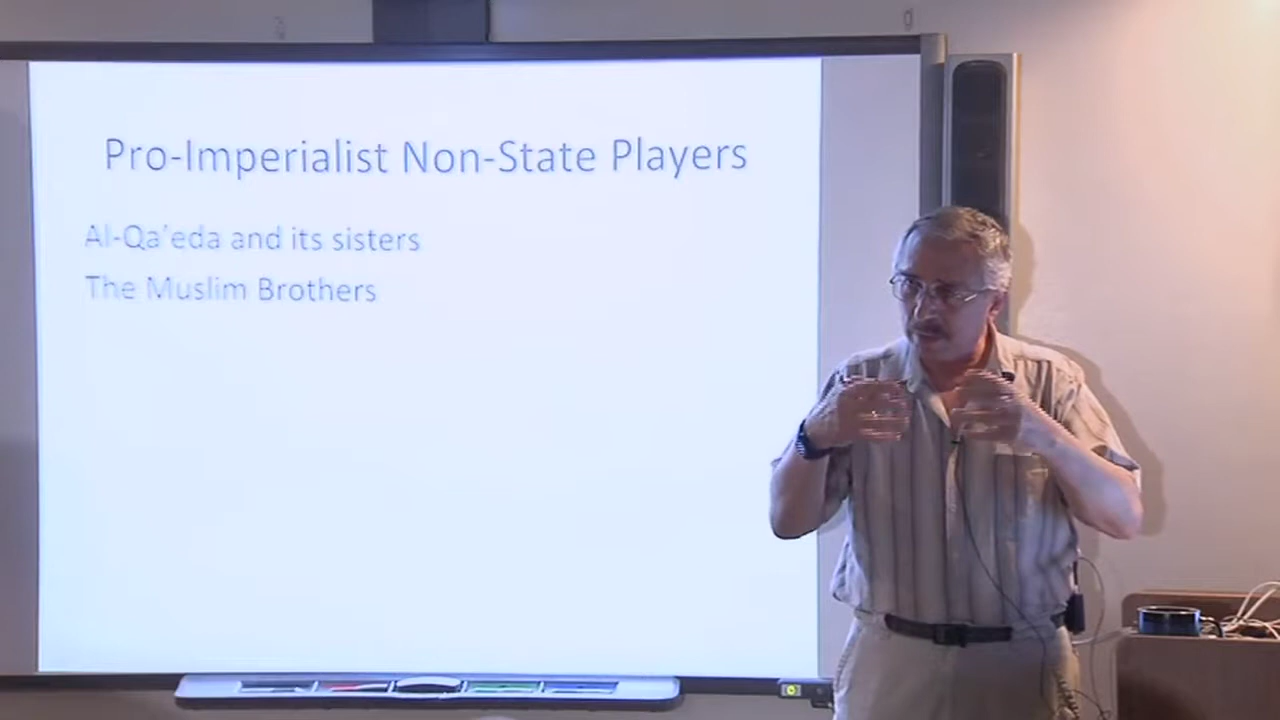 Pro-Imperialist Non-State Players
Al-Qa'eda and its sisters
The Muslim Brothers